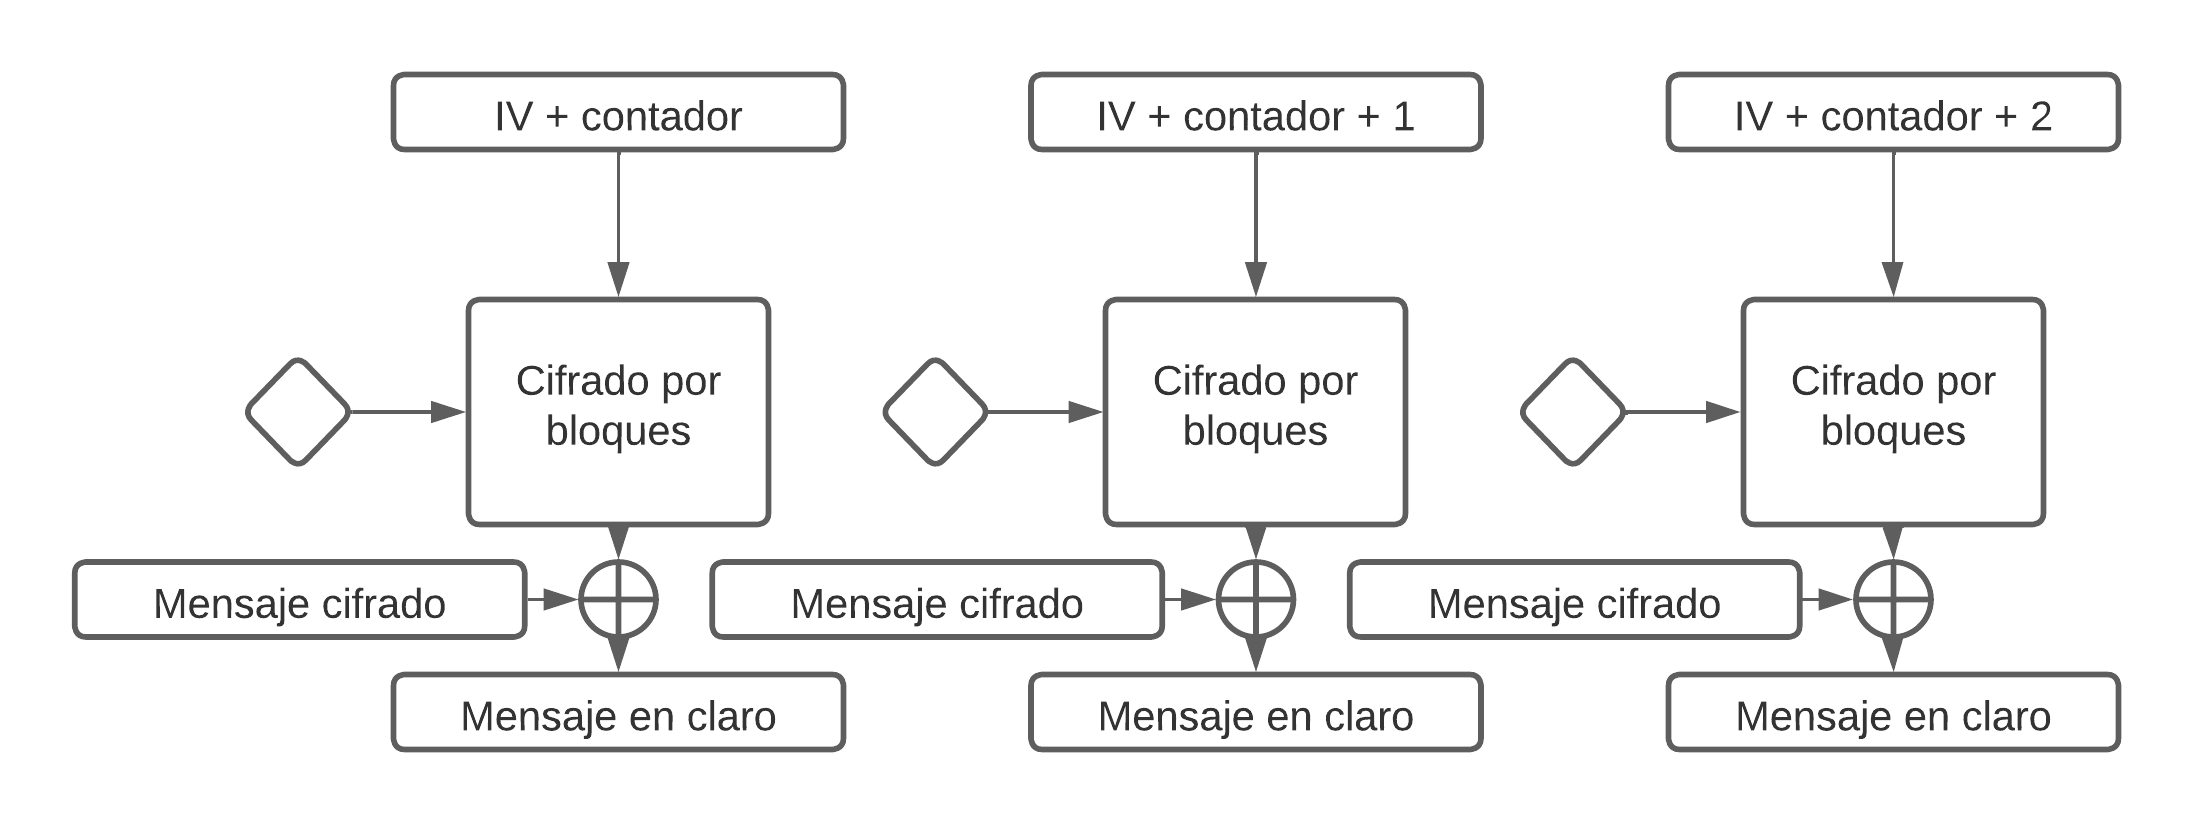 IV + contador
IV + contador + 1
IV + contador + 2
Cifrado por
bloques
Cifrado por
bloques
Cifrado por
bloques
Mensaje cifrado
Mensaje cifrado
Mensaje cifrado
Mensaje en claro
Mensaje en claro
Mensaje en claro